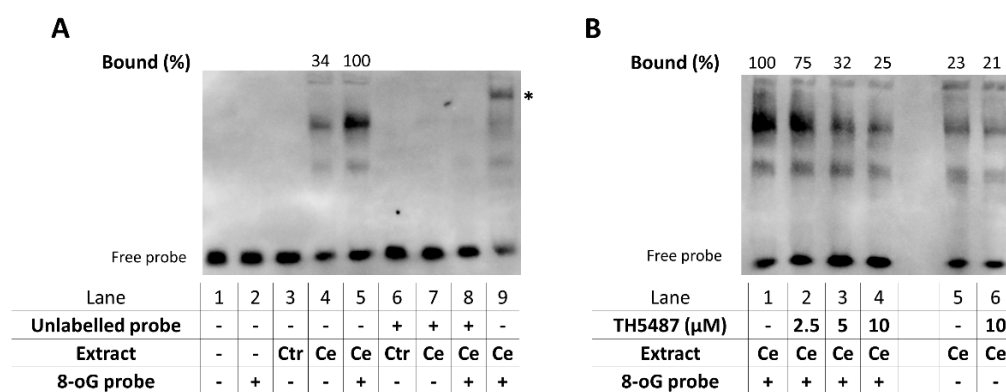 A
Bound (%) 34 100
*
Free probe
Lane 1 2 3 4 5 6 7 8 9
Unlabelled probe - - - - - + + + -
Extract - - Ctr Ce Ce Ctr Ce Ce Ce
8-oG probe - + - - + - - + +
B
Bound (%) 100 75 32 25 23 21
Free probe
Lane 1 2 3 4 5 6
TH5487 (µM) - 2.5 5 10 - 10
Extract Ce Ce Ce Ce Ce Ce
8-oG probe + + + + - -